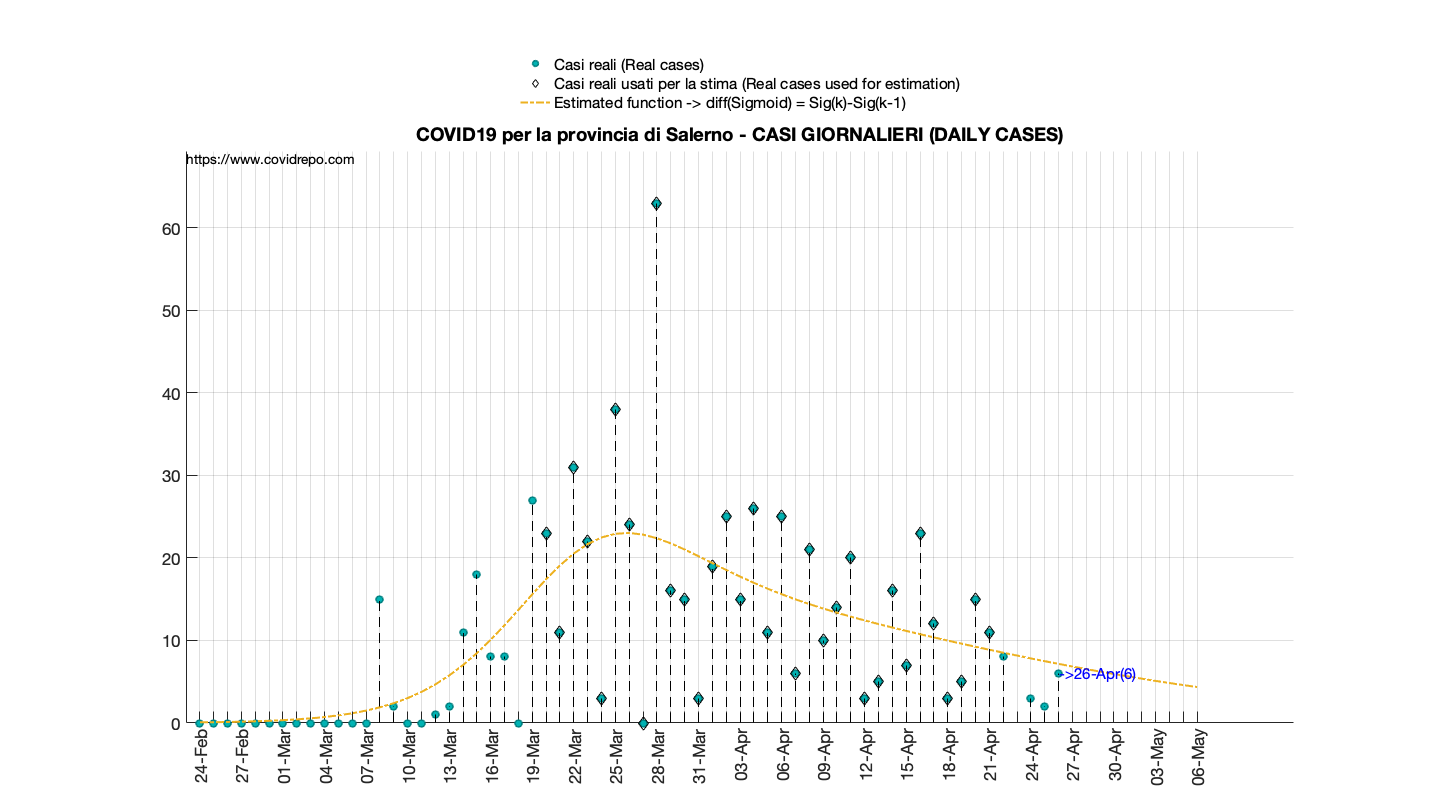 Casi reali (Real cases)
Casi reali usati per la stima (Real cases used for estimation)
Estimated function -> diff(Sigmoid) = Sig(k)-Sig(k-1)
COVID19 per la provincia di Salerno - CASI GIORNALIERI (DAILY CASES)
https://www.covidrepo.com
60
50
40
30
20
10
0
->26-Apr(6)
24-Feb
27-Feb
01-Mar
04-Mar
07-Mar
10-Mar
13-Mar
16-Mar
19-Mar
22-Mar
25-Mar
28-Mar
31-Mar
03-Apr
06-Apr
09-Apr
12-Apr
15-Apr
18-Apr
21-Apr
24-Apr
27-Apr
30-Apr
03-May
06-May